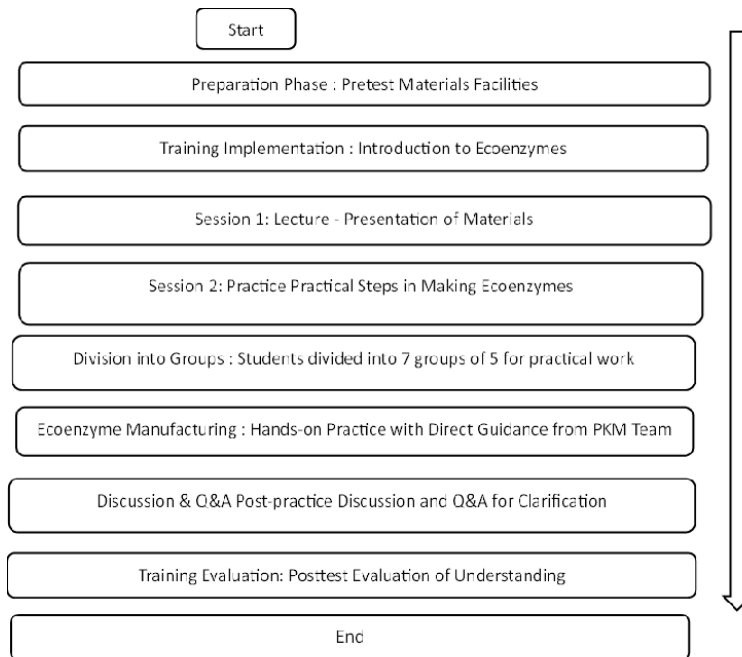 Start
Preparation Phase : Pretest Materials Facilities
Training Implementation : Introduction to Ecoenzymes
Session 1: Lecture - Presentation of Materials
Session 2: Practice Practical Steps in Making Ecoenzymes
Division into Groups : Students divided into 7 groups of 5 for practical work
Ecoenzyme Manufacturing : Hands-on Practice with Direct Guidance from PKM Team
Discussion & Q&A Post-practice Discussion and Q&A for Clarification
Training Evaluation: Posttest Evaluation of Understanding
End